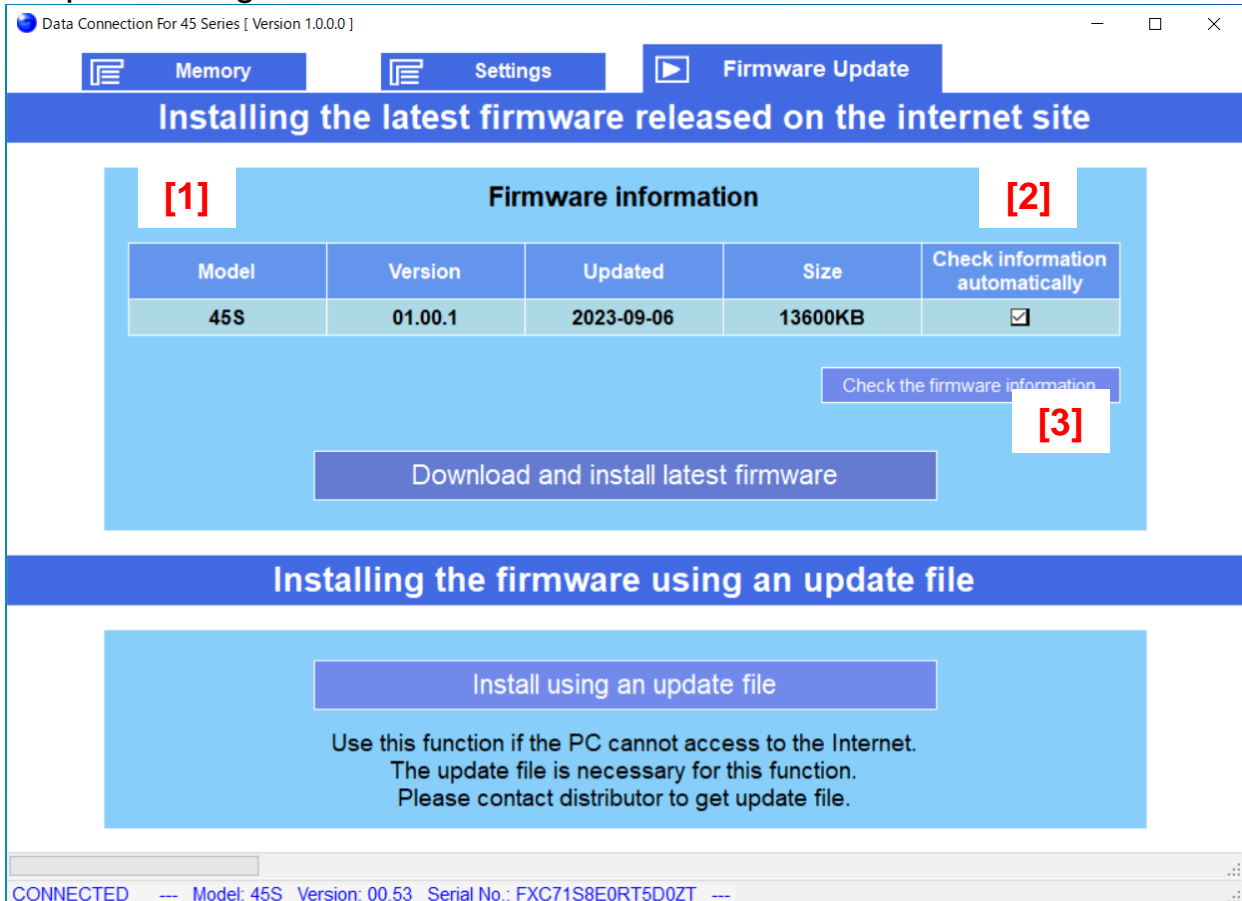 Data Connection For 45 Series [ Version 1.0.0.0 ]
Memory Settings Firmware Update
Installing the latest firmware released on the internet site
[1] Firmware information [2]
Model Version Updated Size Check information automatically
45S 01.00.1 2023-09-06 13600KB
Check the firmware information
[3]
Download and install latest firmware
Installing the firmware using an update file
Install using an update file
Use this function if the PC cannot access to the Internet.
The update file is necessary for this function.
Please contact distributor to get update file.
CONNECTED --- Model: 45S Version: 00.53 Serial No.: FXC71S8E0RT5D0ZT ---